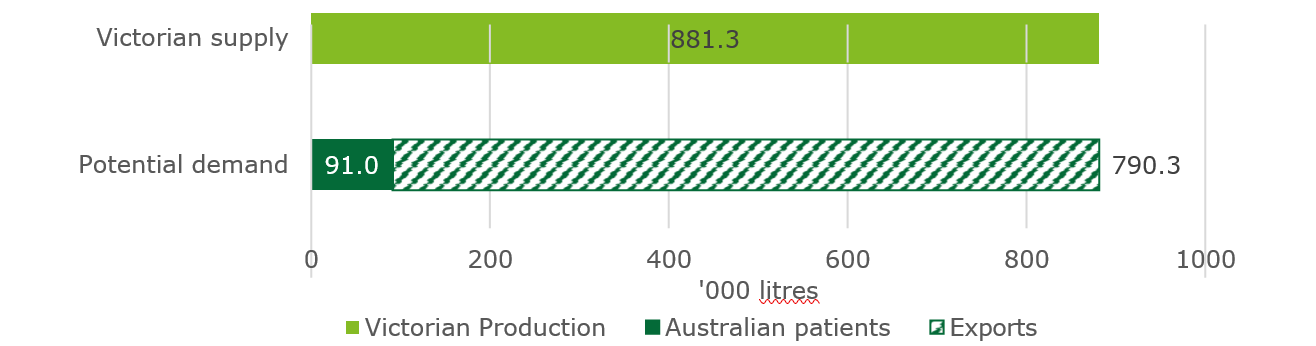 Victorian supply
881.3
Potential demand
91.0
790.3
0 200 400 600 800 1000
'000 litres
Victorian Production Australian patients Exports